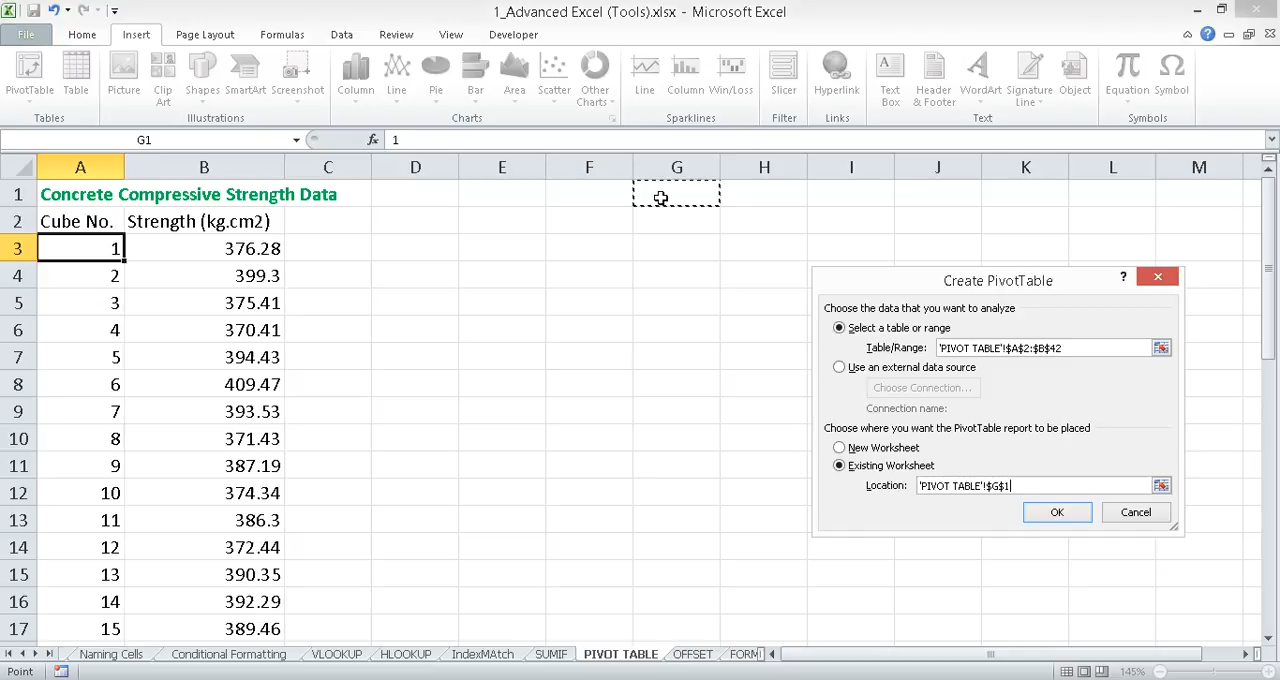 1_Advanced Excel (Tools).xlsx - Microsoft Excel
File Home Insert Page Layout Formulas Data Review View Developer
PivotTable Table Picture Clip Art Shapes SmartArt Screenshot Column Line Pie Bar Area Scatter Other Charts Line Column Win/Loss Slicer Hyperlink Text Box Header & Footer WordArt Signature Line Object Equation Symbol
Tables Illustrations Charts Sparklines Filter Links Text Symbols
G1 fx 1
A B C D E F G H I J K L M
1 Concrete Compressive Strength Data
2 Cube No. Strength (kg.cm2)
3 1 376.28
4 2 399.3
5 3 375.41
6 4 370.41
7 5 394.43
8 6 409.47
9 7 393.53
10 8 371.43
11 9 387.19
12 10 374.34
13 11 386.3
14 12 372.44
15 13 390.35
16 14 392.29
17 15 389.46
Create PivotTable ?
Choose the data that you want to analyze
Select a table or range
Table/Range: 'PIVOT TABLE'!$A$2:$B$42
Use an external data source
Choose Connection...
Connection name:
Choose where you want the PivotTable report to be placed
New Worksheet
Existing Worksheet
Location: 'PIVOT TABLE'!$G$1
OK Cancel
Naming Cells Conditional Formatting VLOOKUP HLOOKUP IndexMAtch SUMIF PIVOT TABLE OFFSET FORM
Point 145%